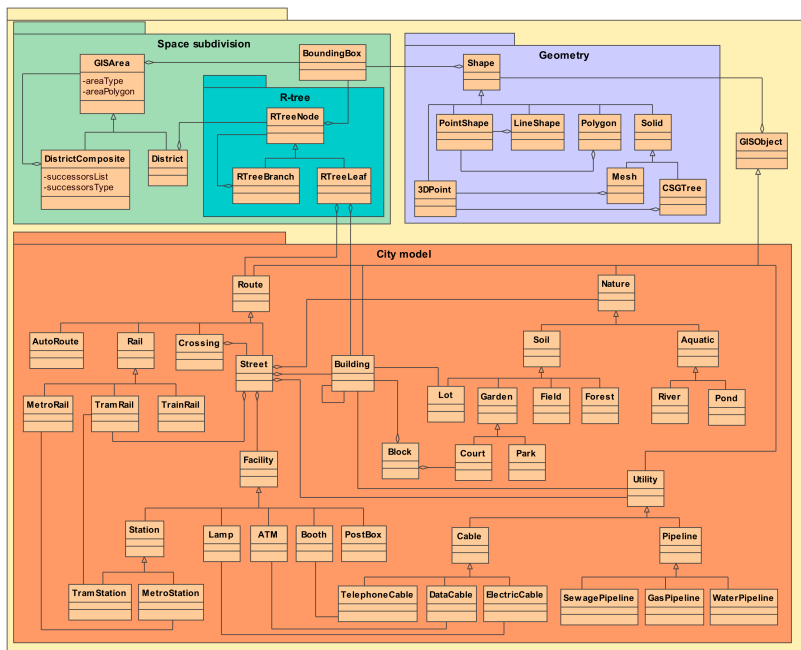 Space subdivision
GISArea
-areaType
-areaPolygon
BoundingBox
R-tree
RTreeNode
DistrictComposite
-successorsList
-successorsType
District
RTreeBranch
RTreeLeaf
Geometry
Shape
PointShape
LineShape
Polygon
Solid
3DPoint
Mesh
CSGTree
GISObject
City model
Route
Nature
AutoRoute
Rail
Crossing
Street
Building
Soil
Aquatic
MetroRail
TramRail
TrainRail
Lot
Garden
Field
Forest
River
Pond
Facility
Block
Court
Park
Utility
Station
Lamp
ATM
Booth
PostBox
Cable
Pipeline
TramStation
MetroStation
TelephoneCable
DataCable
ElectricCable
SewagePipeline
GasPipeline
WaterPipeline